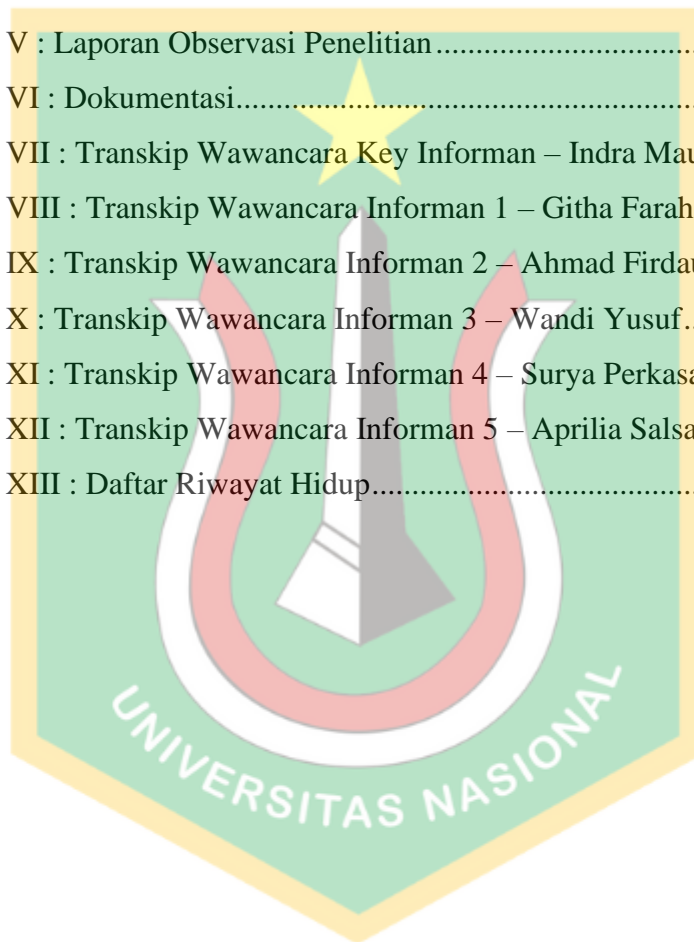 V : Laporan Observasi Penelitian................................
VI : Dokumentasi.........................................................
VII : Transkip Wawancara Key Informan – Indra
VIII : Transkip Wawancara Informan 1 – Githa Farah
IX : Transkip Wawancara Informan 2 – Ahmad
X : Transkip Wawancara Informan 3 – Wandi Yusuf..
XI : Transkip Wawancara Informan 4 – Surya Perkasa
XII : Transkip Wawancara Informan 5 – Aprilia
XIII : Daftar Riwayat Hidup........................................
UNIVERSITAS NASIONAL